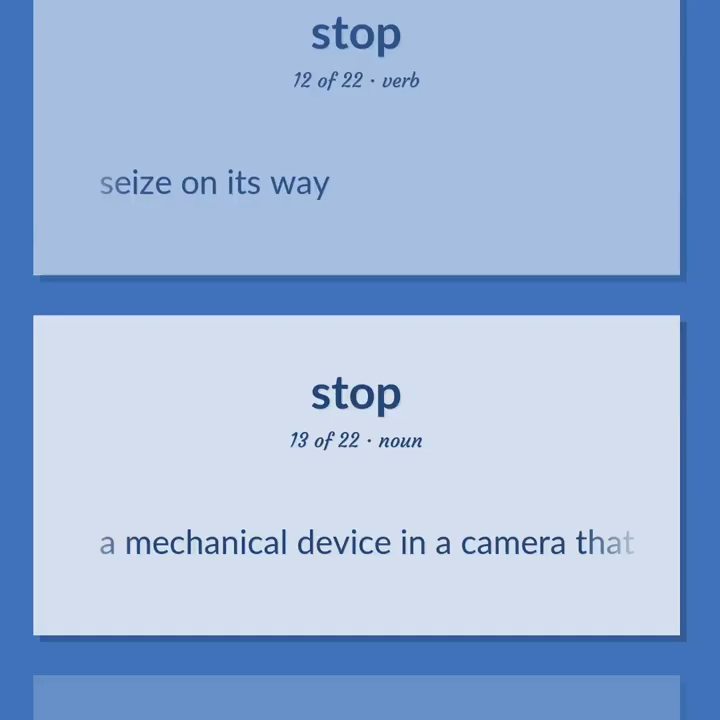 stop
12 of 22 · verb
seize on its way
stop
13 of 22 · noun
a mechanical device in a camera that